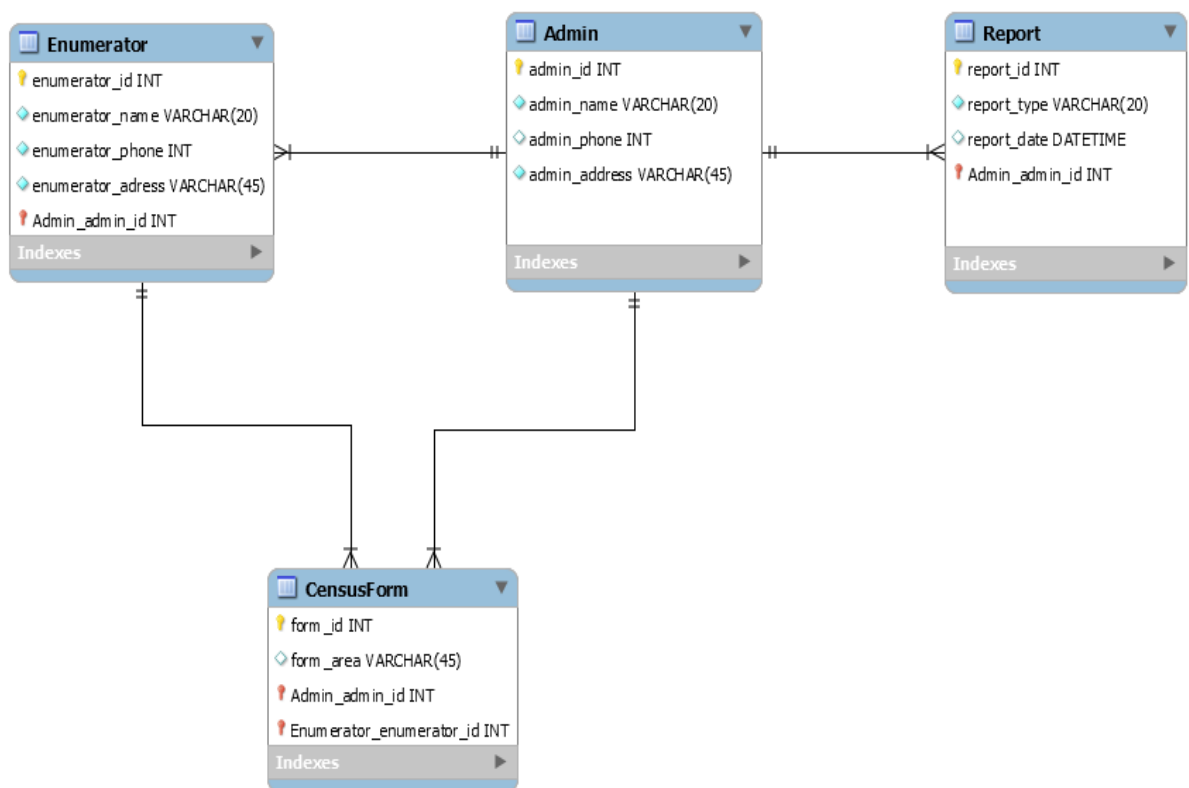 Enumerator
enumerator_id INT
enumerator_name VARCHAR(20)
enumerator_phone INT
enumerator_adress VARCHAR(45)
Admin_admin_id INT
Indexes
Admin
admin_id INT
admin_name VARCHAR(20)
admin_phone INT
admin_address VARCHAR(45)
Indexes
Report
report_id INT
report_type VARCHAR(20)
report_date DATETIME
Admin_admin_id INT
Indexes
CensusForm
form_id INT
form_area VARCHAR(45)
Admin_admin_id INT
Enumerator_enumerator_id INT
Indexes